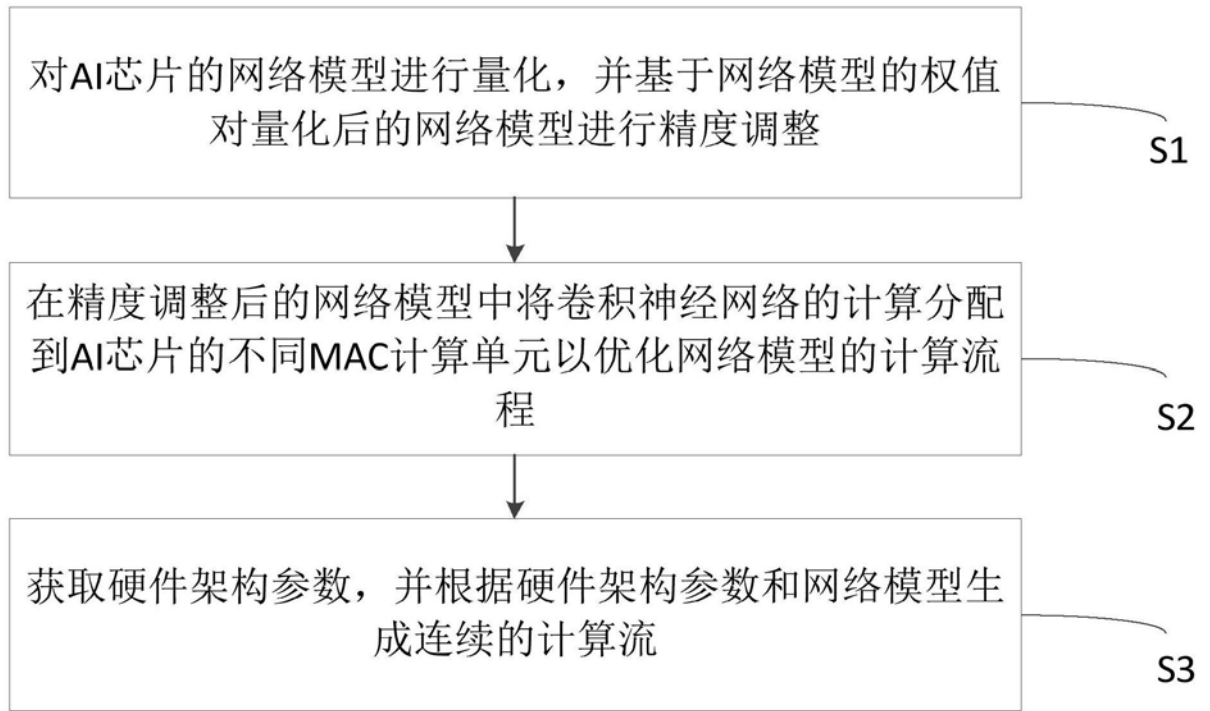 对AI芯片的网络模型进行量化，并基于网络模型的权值
对量化后的网络模型进行精度调整
S1
在精度调整后的网络模型中将卷积神经网络的计算分配
到AI芯片的不同MAC计算单元以优化网络模型的计算流
程
S2
获取硬件架构参数，并根据硬件架构参数和网络模型生
成连续的计算流
S3